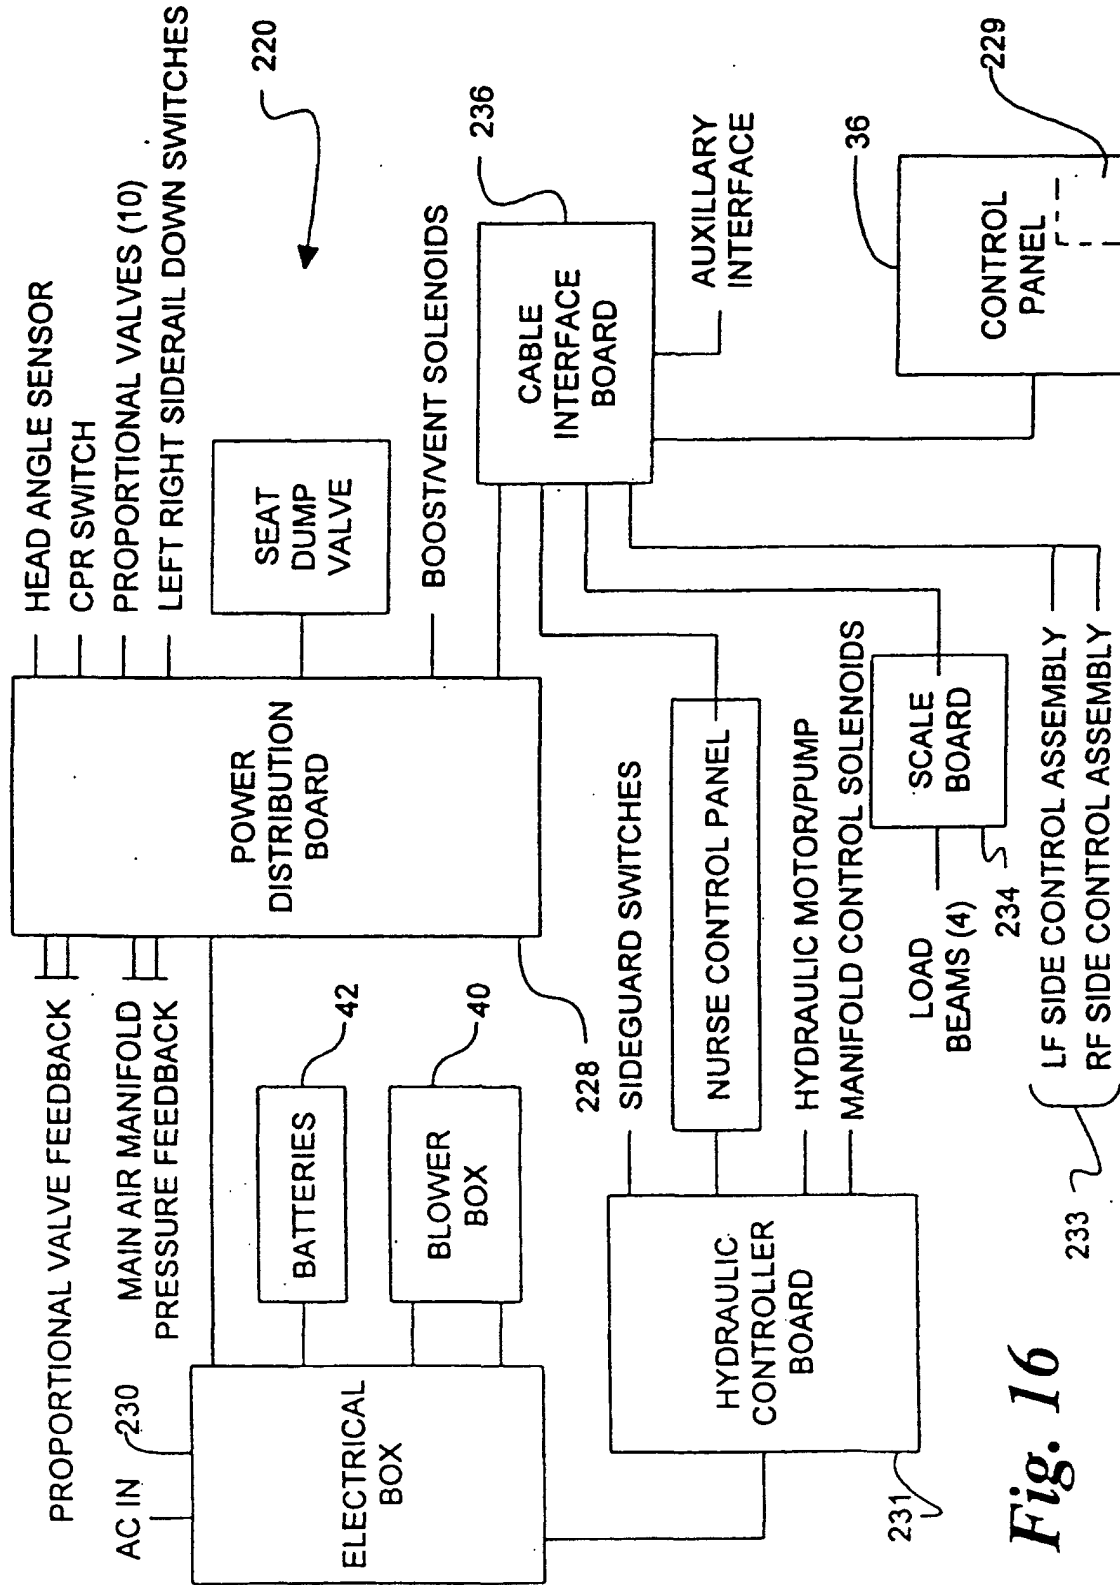 PROPORTIONAL VALVE FEEDBACK
MAIN AIR MANIFOLD
PRESSURE FEEDBACK
AC IN
230
ELECTRICAL
BOX
BATTERIES
42
BLOWER
BOX
40
POWER
DISTRIBUTION
BOARD
228
HEAD ANGLE SENSOR
CPR SWITCH
PROPORTIONAL VALVES (10)
LEFT RIGHT SIDERAIL DOWN SWITCHES
220
SEAT
DUMP
VALVE
BOOST/VENT SOLENOIDS
236
CABLE
INTERFACE
BOARD
AUXILLARY
INTERFACE
HYDRAULIC
CONTROLLER
BOARD
231
SIDEGUARD SWITCHES
NURSE CONTROL PANEL
HYDRAULIC MOTOR/PUMP
MANIFOLD CONTROL SOLENOIDS
LOAD
BEAMS (4)
SCALE
BOARD
234
LF SIDE CONTROL ASSEMBLY
RF SIDE CONTROL ASSEMBLY
233
36
CONTROL
PANEL
229
Fig. 16